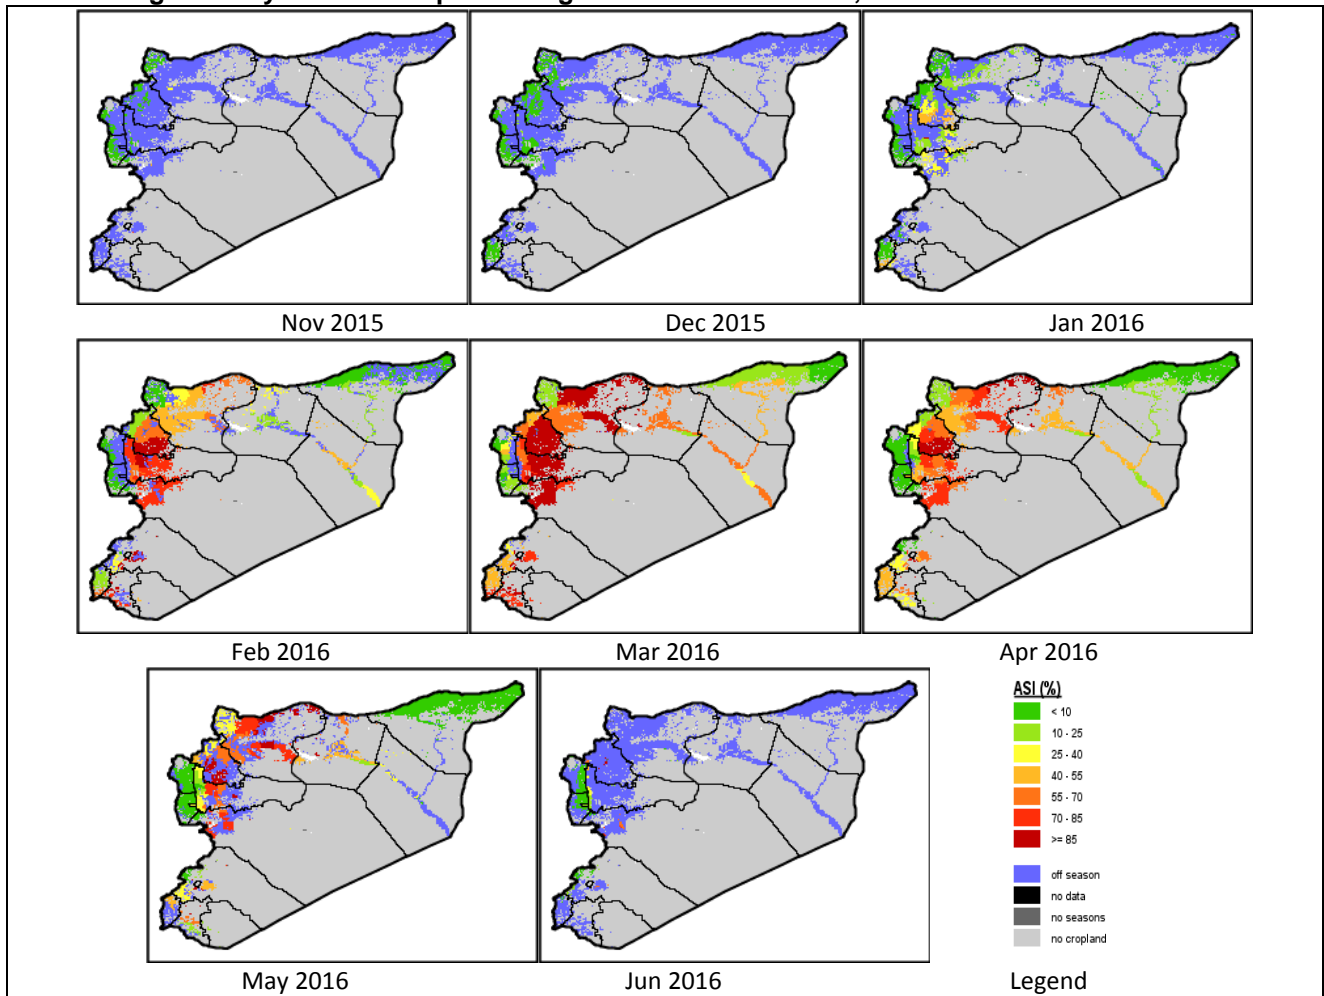 Nov 2015
Dec 2015
Jan 2016
Feb 2016
Mar 2016
Apr 2016
ASI (%)
< 10
10 - 25
25 - 40
40 - 55
55 - 70
70 - 85
>= 85
off season
no data
no seasons
no cropland
May 2016
Jun 2016
Legend